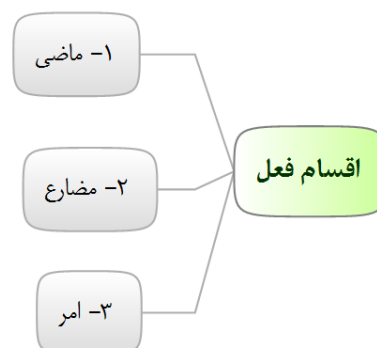 اقسام فعل
۱- ماضی
۲- مضارع
۳- امر